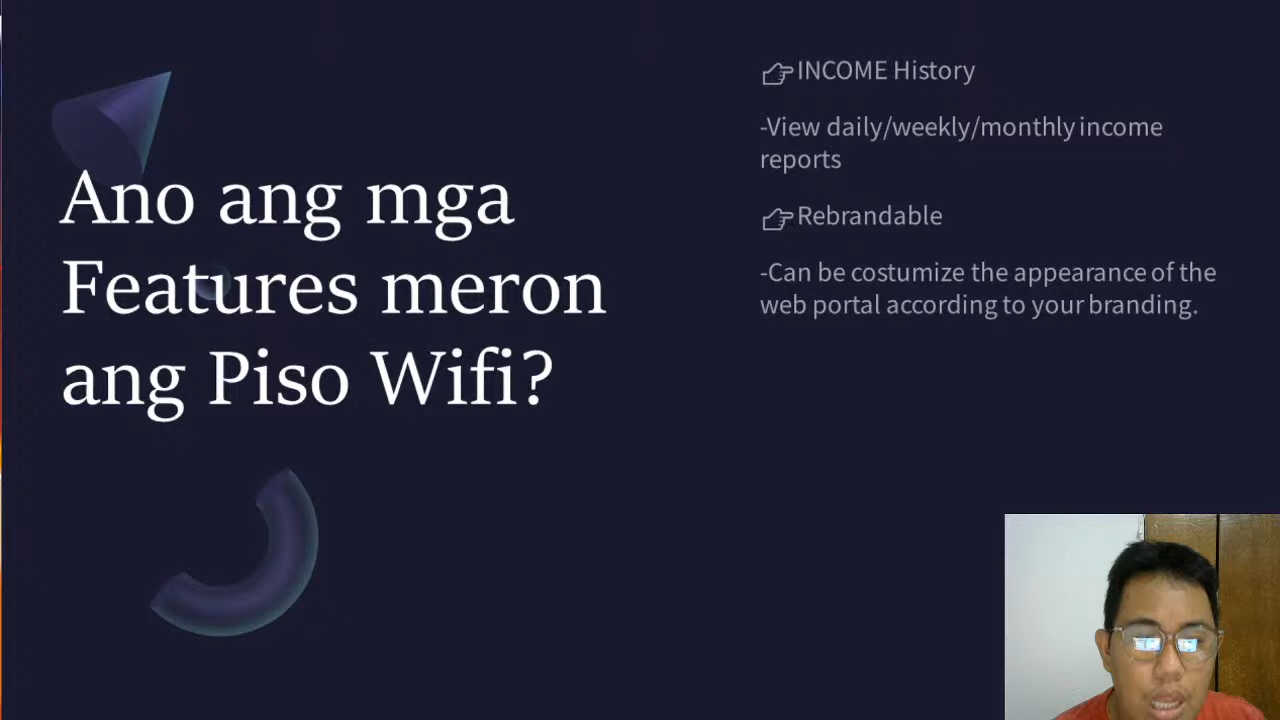 Ano ang mga
Features meron
ang Piso Wifi?
👉INCOME History
-View daily/weekly/monthly income
reports
👉Rebrandable
-Can be costumize the appearance of the
web portal according to your branding.